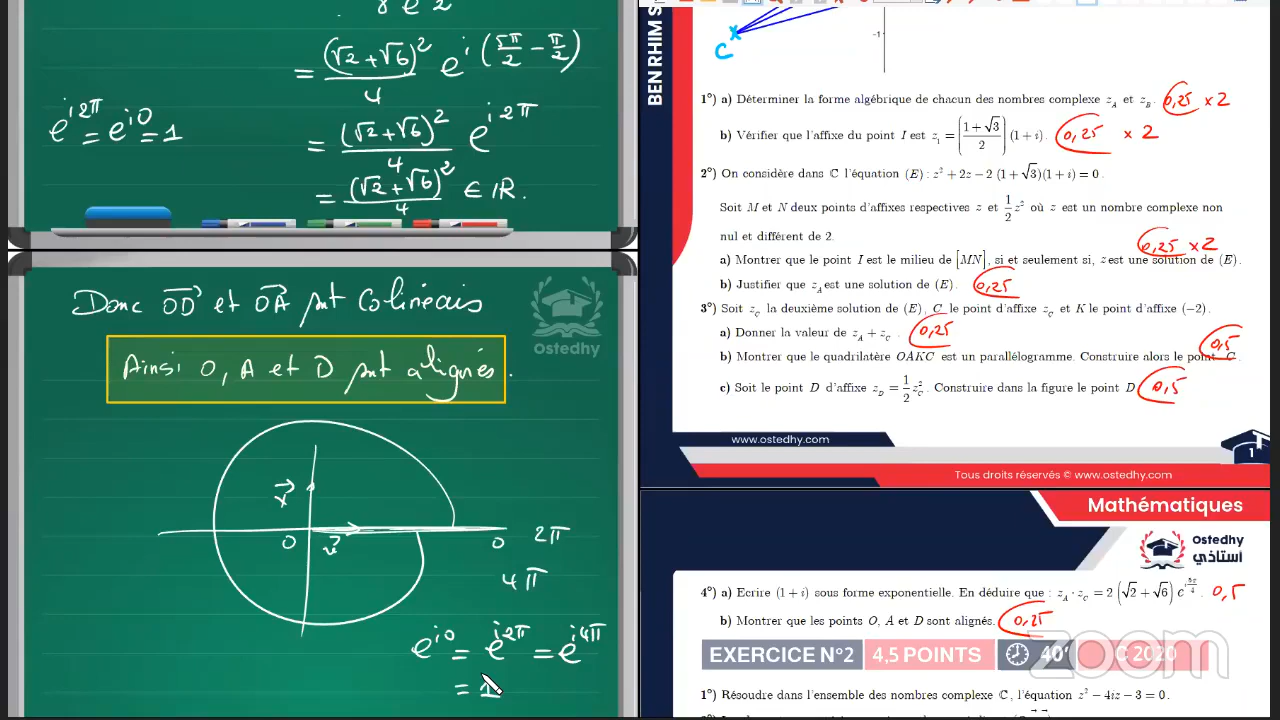 γ e 2
= (√2+√6)² / 4 e^{i(5π/2 − π/2)}
e^{i2π} = e^{i0} = 1
= (√2+√6)² / 4 e^{i2π}
= (√2+√6)² / 4 ∈ IR.
Donc OD⃗ et OA⃗ snt colinéais
Ostedhy
Ainsi O, A et D snt alignés.
v⃗
O u⃗ 0 2π
4π
e^{i0} = e^{i2π} = e^{i4π}
= 1
BEN RHIM S
C
-1
1°) a) Déterminer la forme algébrique de chacun des nombres complexe z_A et z_B. 0,25 × 2
b) Vérifier que l'affixe du point I est z_I = ((1+√3)/2)(1+i). 0,25 × 2
2°) On considère dans ℂ l'équation (E) : z² + 2z − 2(1+√3)(1+i) = 0.
Soit M et N deux points d'affixes respectives z et 1/2 z² où z est un nombre complexe non
nul et différent de 2.
0,25 × 2
a) Montrer que le point I est le milieu de [MN], si et seulement si, z est une solution de (E).
b) Justifier que z_A est une solution de (E). 0,25
3°) Soit z_C la deuxième solution de (E), C le point d'affixe z_C et K le point d'affixe (−2).
a) Donner la valeur de z_A + z_C. 0,25
b) Montrer que le quadrilatère OAKC est un parallélogramme. Construire alors le point C. 0,5
c) Soit le point D d'affixe z_D = 1/2 z_C². Construire dans la figure le point D 0,5
www.ostedhy.com
1
Tous droits réservés © www.ostedhy.com
Mathématiques
Ostedhy
أستاذي
4°) a) Ecrire (1+i) sous forme exponentielle. En déduire que : z_A · z_C = 2(√2+√6) e^{i5π/4}. 0,5
b) Montrer que les points O, A et D sont alignés. 0,25
EXERCICE N°2 4,5 POINTS 40' C 2020
zoom
1°) Résoudre dans l'ensemble des nombres complexe ℂ, l'équation z² − 4iz − 3 = 0.